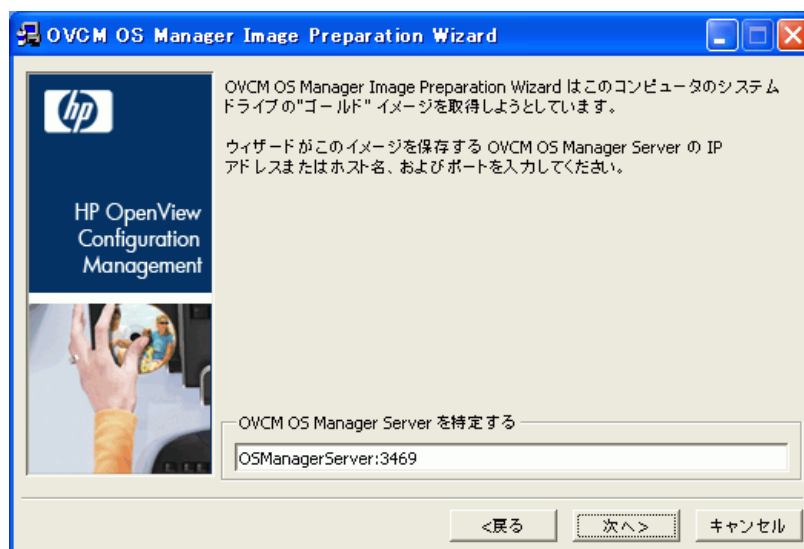 OVCM OS Manager Image Preparation Wizard
hp
HP OpenView
Configuration
Management
OVCM OS Manager Image Preparation Wizard はこのコンピュータのシステム
ドライブの"ゴールド" イメージを取得しようとしています。
ウィザードがこのイメージを保存する OVCM OS Manager Server の IP
アドレスまたはホスト名、およびポートを入力してください。
OVCM OS Manager Server を特定する
OSManagerServer:3469
<戻る
次へ>
キャンセル